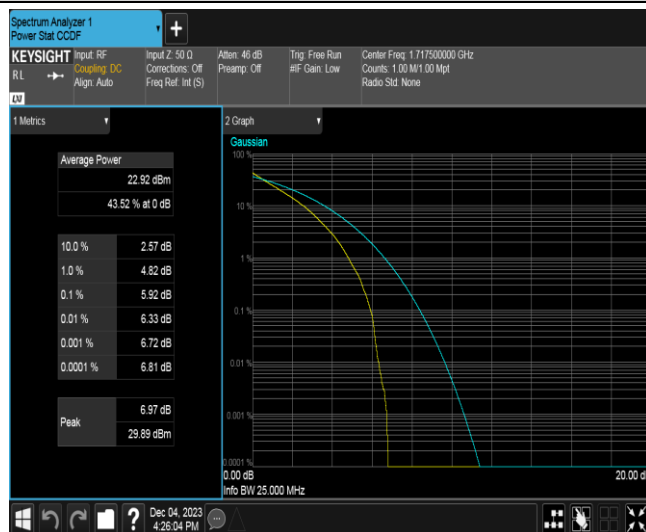 Spectrum Analyzer 1
Power Stat CCDF
KEYSIGHT
RL
Input: RF
Coupling: DC
Align: Auto
Input Z: 50 Ω
Corrections: Off
Freq Ref: Int (S)
Atten: 46 dB
Preamp: Off
Trig: Free Run
#IF Gain: Low
Center Freq: 1.717500000 GHz
Counts: 1.00 M/1.00 Mpt
Radio Std: None
LXI
1 Metrics
Average Power
22.92 dBm
43.52 % at 0 dB
10.0 % 2.57 dB
1.0 % 4.82 dB
0.1 % 5.92 dB
0.01 % 6.33 dB
0.001 % 6.72 dB
0.0001 % 6.81 dB
Peak
6.97 dB
29.89 dBm
2 Graph
Gaussian
100 %
10 %
1 %
0.1 %
0.01 %
0.001 %
0.0001 %
0.00 dB
20.00 d
Info BW 25.000 MHz
?
Dec 04, 2023
4:26:04 PM